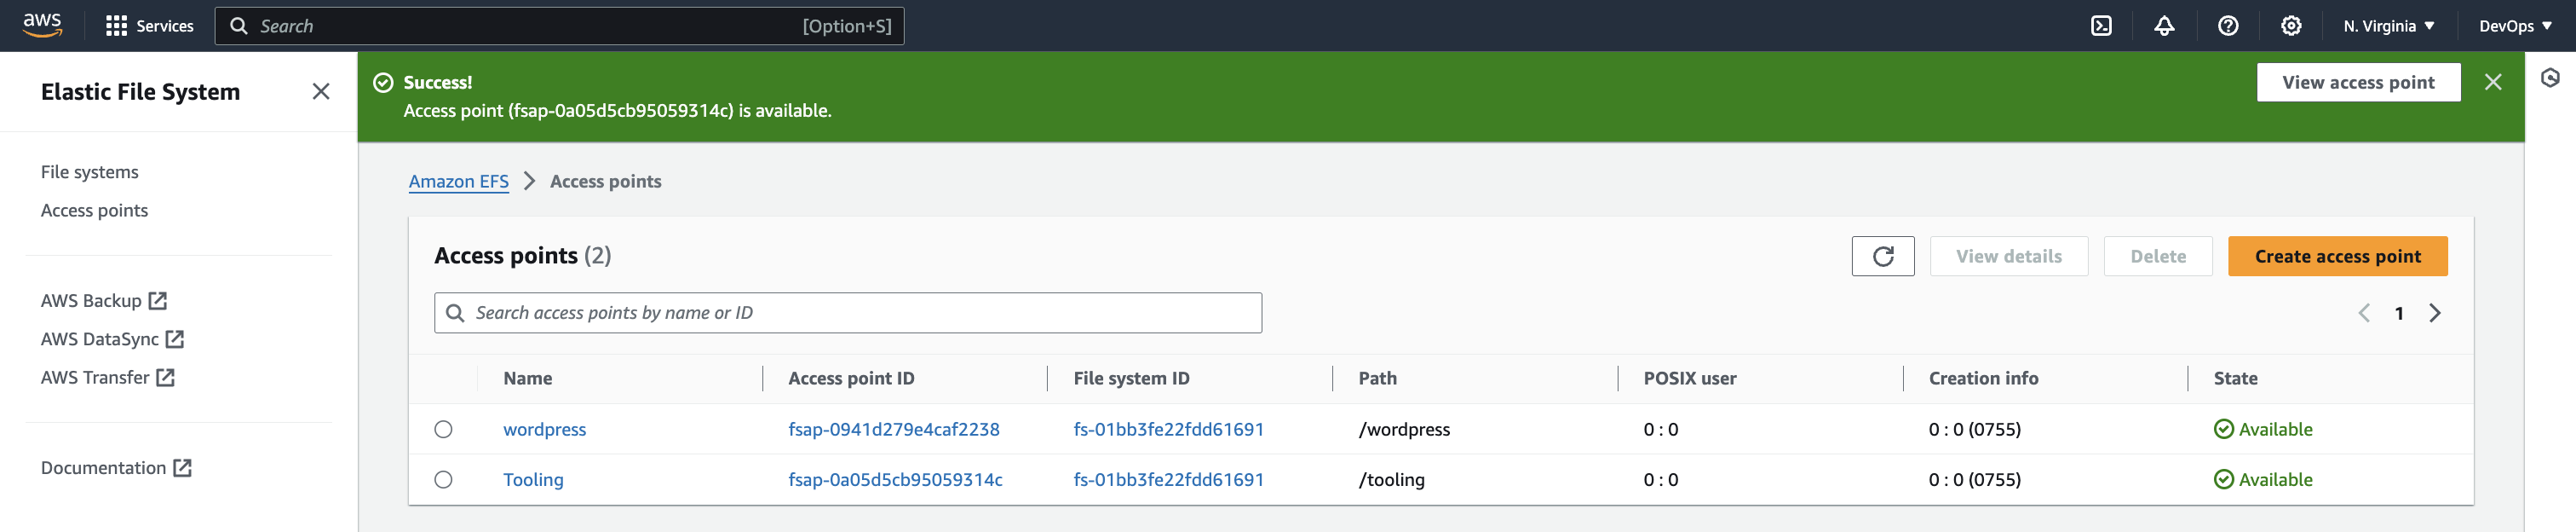 aws Services Search [Option+S] N. Virginia DevOps
Elastic File System
File systems
Access points
AWS Backup
AWS DataSync
AWS Transfer
Documentation
Success!
Access point (fsap-0a05d5cb95059314c) is available.
View access point
Amazon EFS Access points
Access points (2)
View details Delete Create access point
Search access points by name or ID
1
Name Access point ID File system ID Path POSIX user Creation info State
wordpress fsap-0941d279e4caf2238 fs-01bb3fe22fdd61691 /wordpress 0 : 0 0 : 0 (0755) Available
Tooling fsap-0a05d5cb95059314c fs-01bb3fe22fdd61691 /tooling 0 : 0 0 : 0 (0755) Available